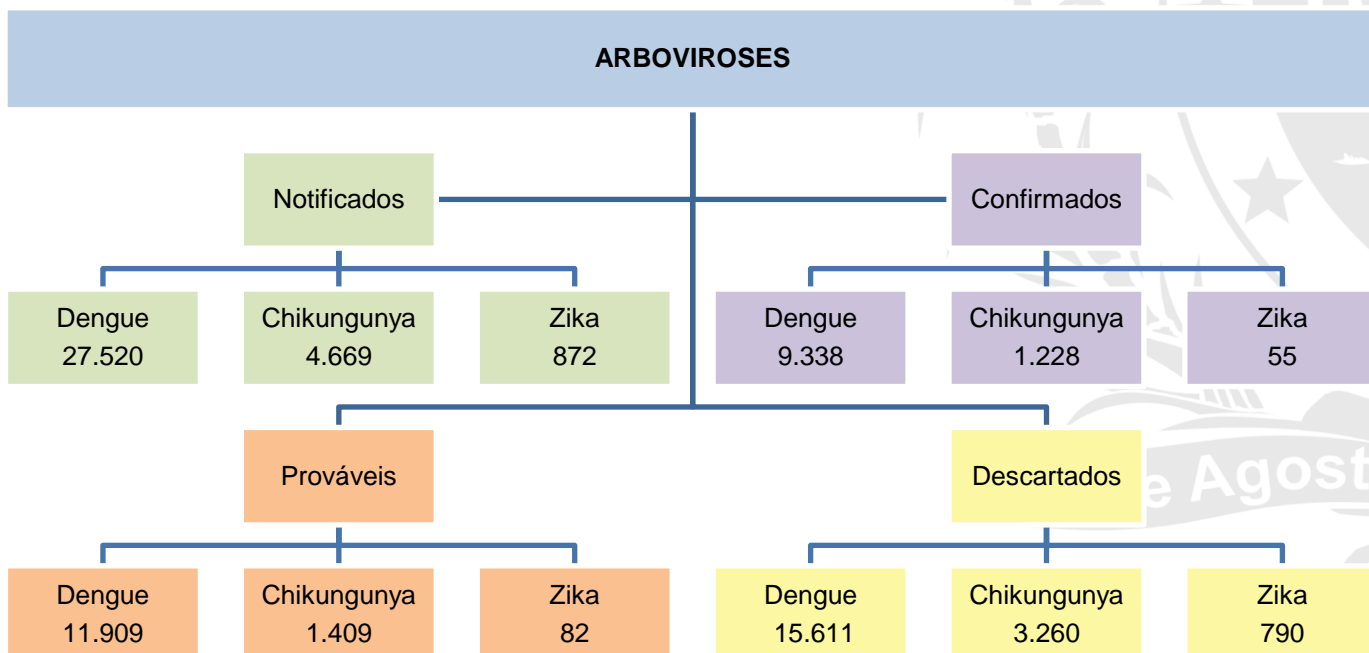 ARBOVIROSES
Notificados
Confirmados
Dengue
27.520
Chikungunya
4.669
Zika
872
Dengue
9.338
Chikungunya
1.228
Zika
55
Prováveis
Descartados
Dengue
11.909
Chikungunya
1.409
Zika
82
Dengue
15.611
Chikungunya
3.260
Zika
790
e Agost